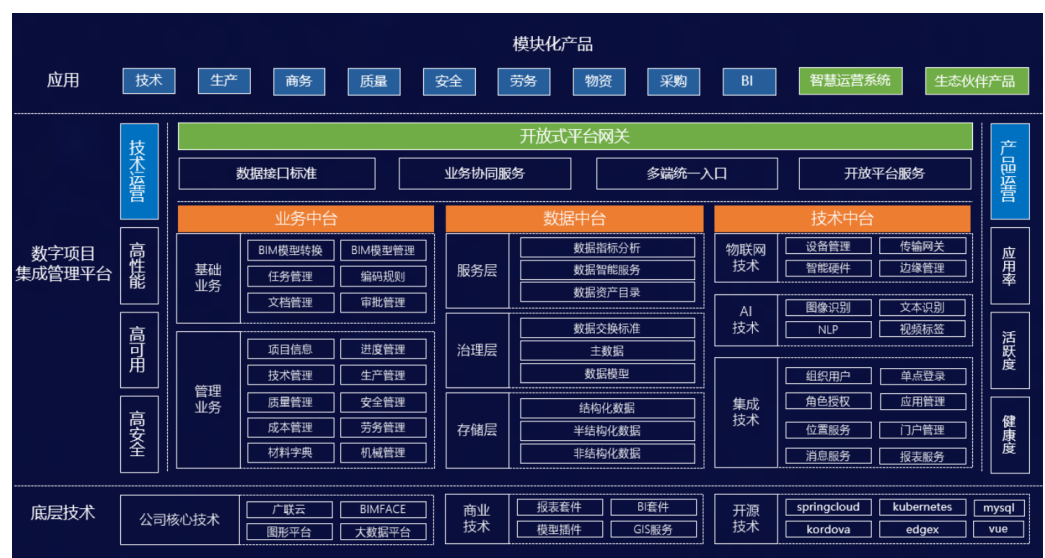 模块化产品
应用
技术
生产
商务
质量
安全
劳务
物资
采购
BI
智慧运营系统
生态伙伴产品
数字项目
集成管理平台
技术运营
高性能
高可用
高安全
开放式平台网关
数据接口标准
业务协同服务
多端统一入口
开放平台服务
业务中台
基础
业务
BIM模型转换
BIM模型管理
任务管理
编码规则
文档管理
审批管理
管理
业务
项目信息
进度管理
技术管理
生产管理
质量管理
安全管理
成本管理
劳务管理
材料字典
机械管理
数据中台
服务层
数据指标分析
数据智能服务
数据资产目录
治理层
数据交换标准
主数据
数据模型
存储层
结构化数据
半结构化数据
非结构化数据
技术中台
物联网
技术
设备管理
传输网关
智能硬件
边缘管理
AI
技术
图像识别
文本识别
NLP
视频标签
集成
技术
组织用户
单点登录
角色授权
应用管理
位置服务
门户管理
消息服务
报表服务
产品运营
应用率
活跃度
健康度
底层技术
公司核心技术
广联云
BIMFACE
图形平台
大数据平台
商业
技术
报表套件
BI套件
模型插件
GIS服务
开源
技术
springcloud
kubernetes
mysql
kordova
edgex
vue